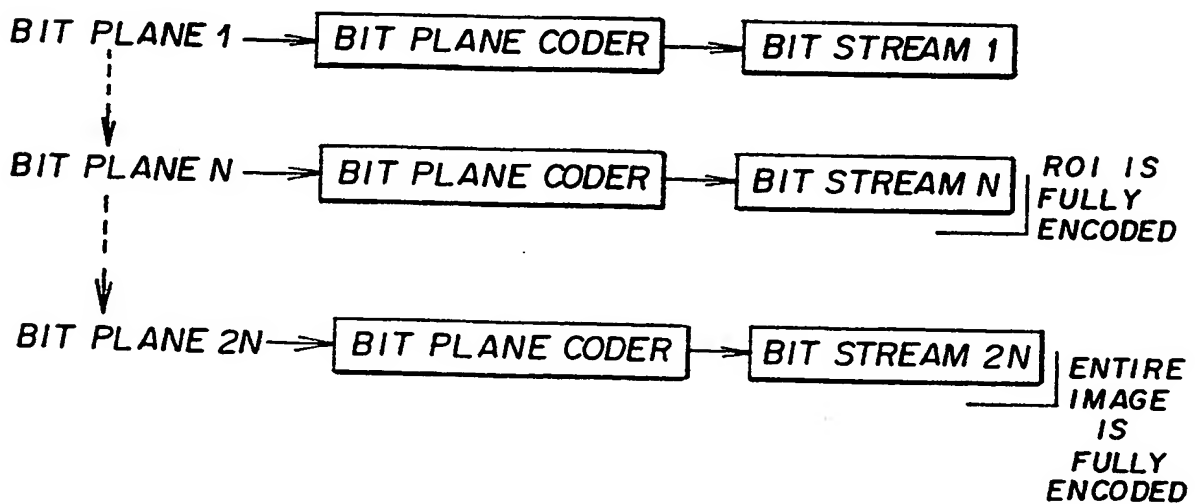 BIT PLANE 1
BIT PLANE CODER
BIT STREAM 1
BIT PLANE N
BIT PLANE CODER
BIT STREAM N
ROI IS
FULLY
ENCODED
BIT PLANE 2N
BIT PLANE CODER
BIT STREAM 2N
ENTIRE
IMAGE
IS
FULLY
ENCODED